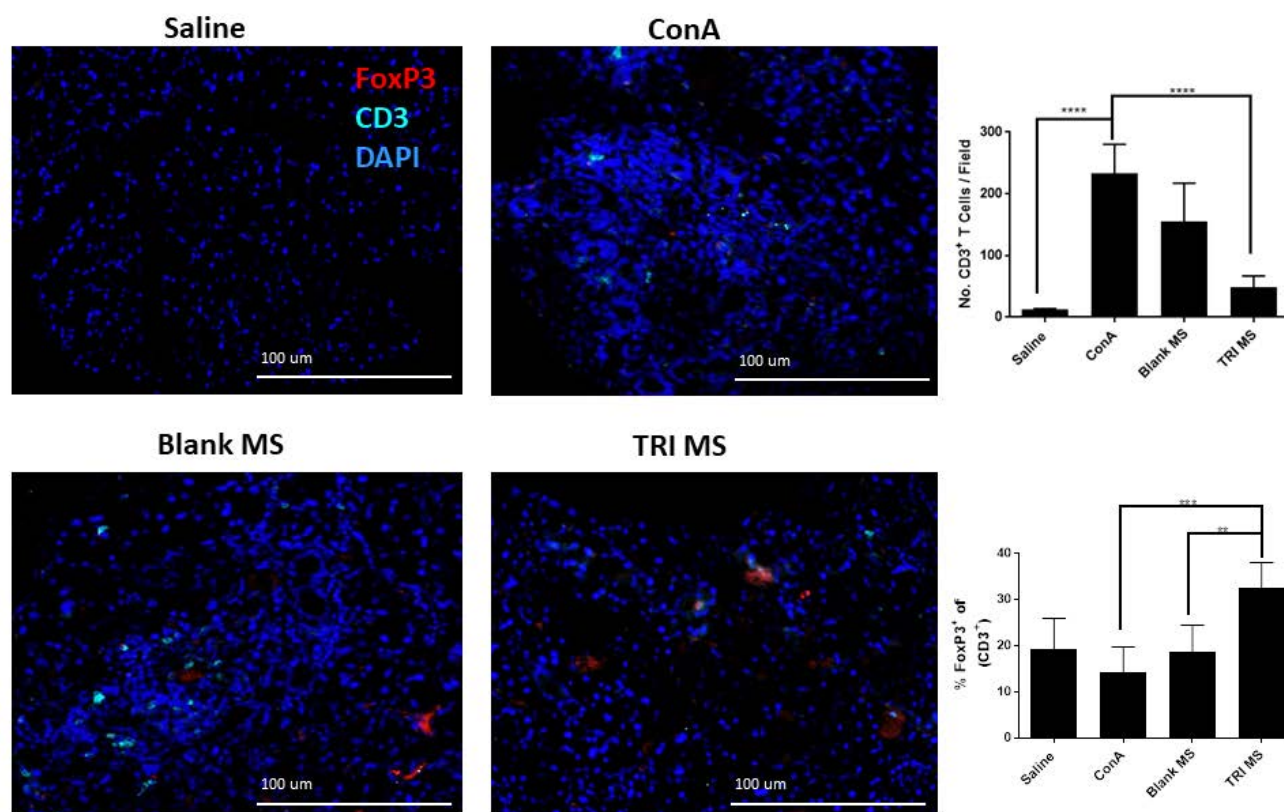 Saline
ConA
FoxP3
CD3
DAPI
100 um
100 um
****
****
No. CD3+ T Cells / Field
300
200
100
0
Saline
ConA
Blank MS
TRI MS
Blank MS
TRI MS
100 um
100 um
***
**
% FoxP3+ of
(CD3+)
40
30
20
10
0
Saline
ConA
Blank MS
TRI MS